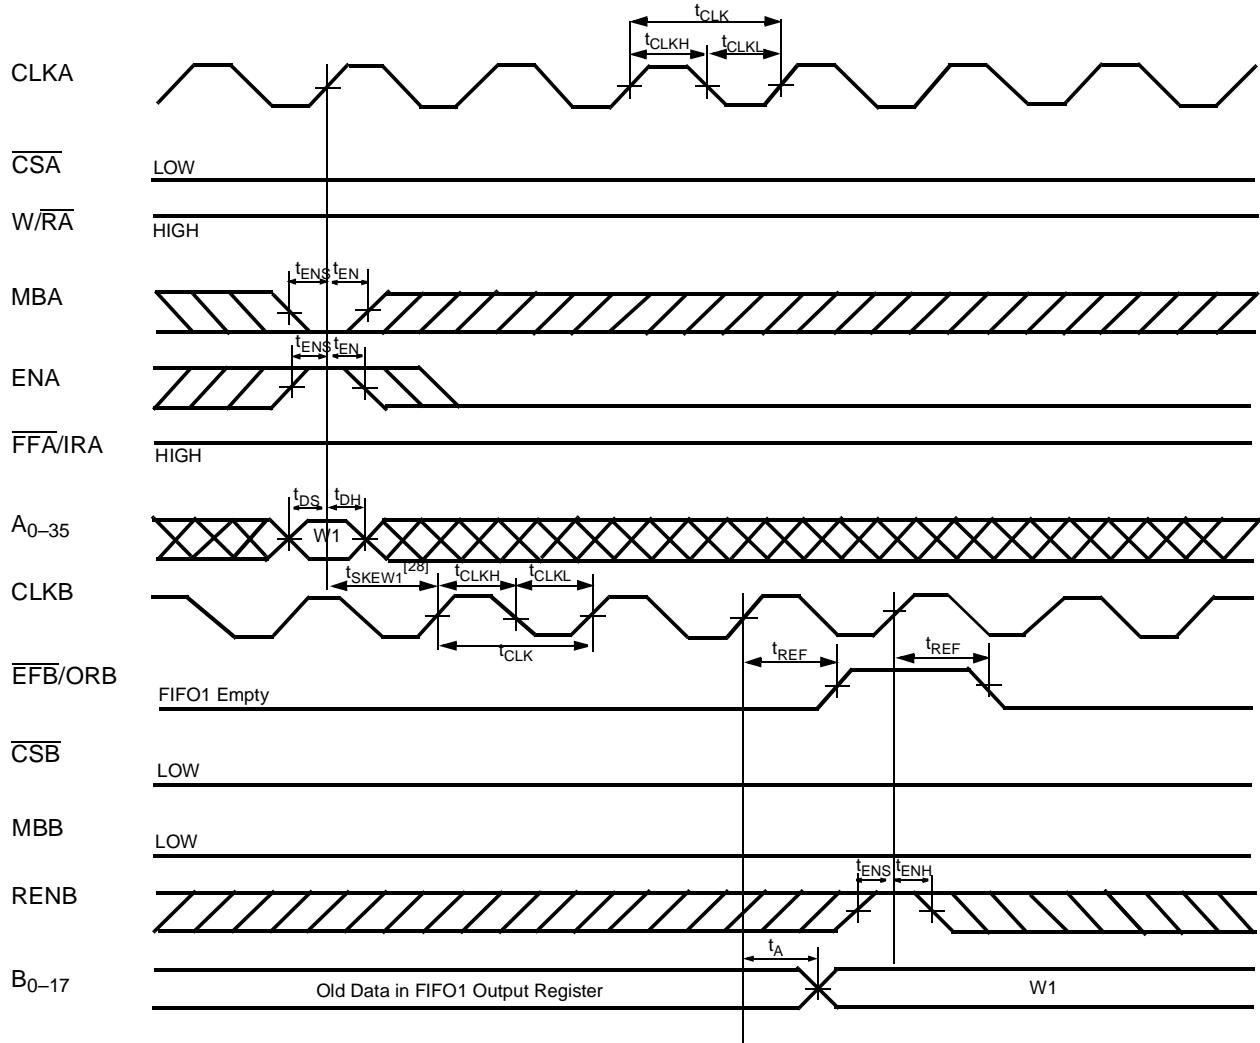 tCLK
tCLKH tCLKL
CLKA
CSA LOW
W/RA HIGH
tENS tEN
MBA
tENS tEN
ENA
FFA/IRA HIGH
tDS tDH
A0–35 W1
tSKEW1[28] tCLKH tCLKL
CLKB
tCLK
tREF tREF
EFB/ORB FIFO1 Empty
CSB LOW
MBB LOW
tENS tENH
RENB
tA
B0–17 Old Data in FIFO1 Output Register W1